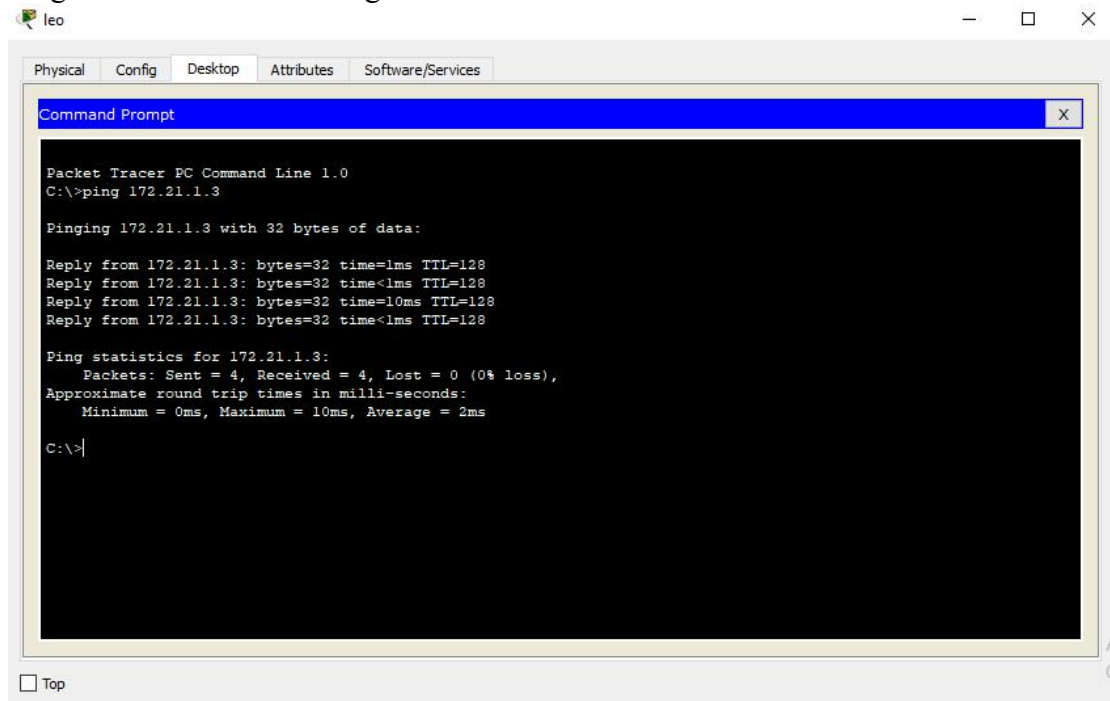 leo
Physical Config Desktop Attributes Software/Services
Command Prompt X
Packet Tracer PC Command Line 1.0
C:\>ping 172.21.1.3
Pinging 172.21.1.3 with 32 bytes of data:
Reply from 172.21.1.3: bytes=32 time=1ms TTL=128
Reply from 172.21.1.3: bytes=32 time<1ms TTL=128
Reply from 172.21.1.3: bytes=32 time=10ms TTL=128
Reply from 172.21.1.3: bytes=32 time<1ms TTL=128
Ping statistics for 172.21.1.3:
Packets: Sent = 4, Received = 4, Lost = 0 (0% loss),
Approximate round trip times in milli-seconds:
Minimum = 0ms, Maximum = 10ms, Average = 2ms
C:\>
Top